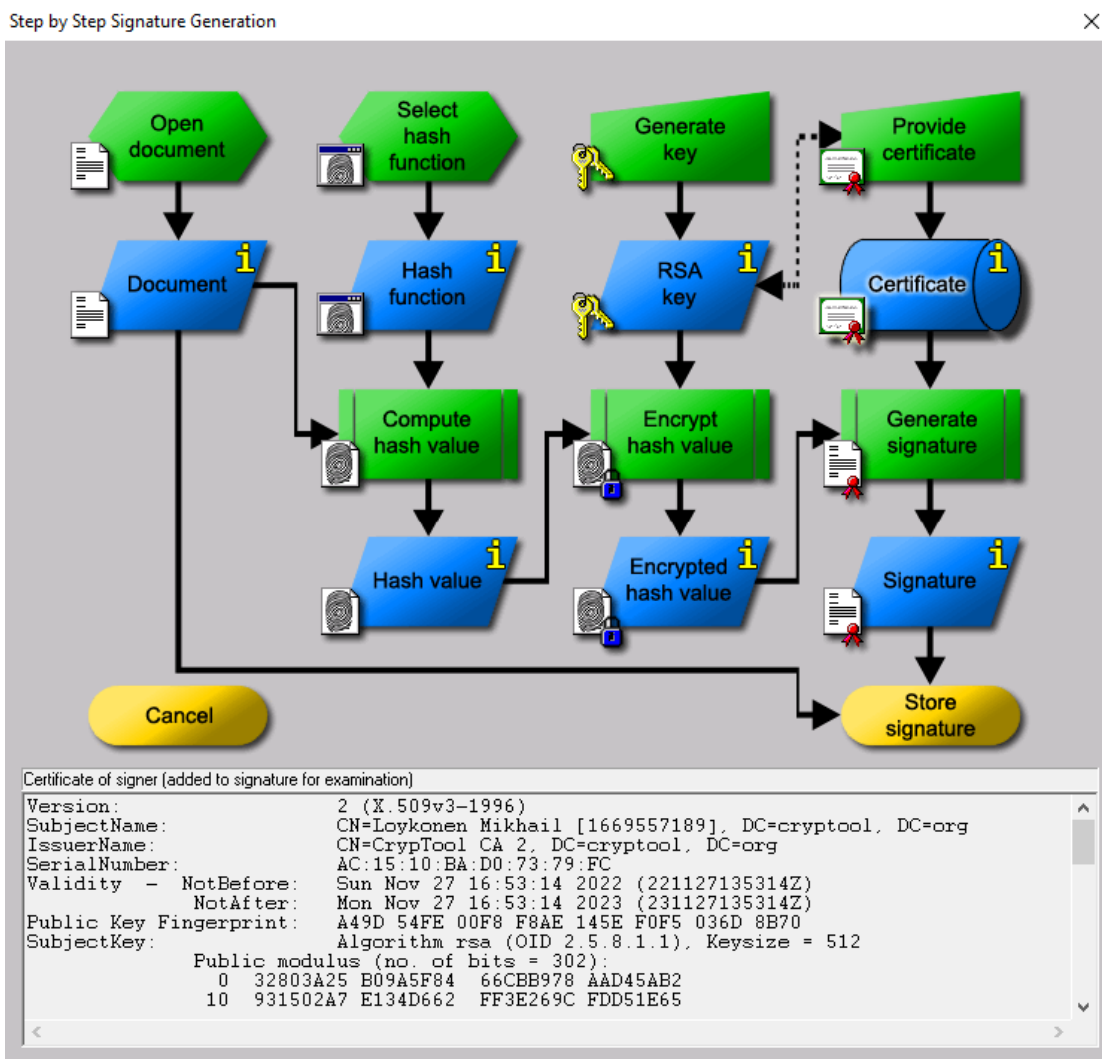 Step by Step Signature Generation
Open
document
Select
hash
function
Generate
key
Provide
certificate
Document
Hash
function
RSA
key
Certificate
Compute
hash value
Encrypt
hash value
Generate
signature
Hash value
Encrypted
hash value
Signature
Cancel
Store
signature
Certificate of signer (added to signature for examination)
Version: 2 (X.509v3-1996)
SubjectName: CN=Loykonen Mikhail [1669557189], DC=cryptool, DC=org
IssuerName: CN=CrypTool CA 2, DC=cryptool, DC=org
SerialNumber: AC:15:10:BA:D0:73:79:FC
Validity - NotBefore: Sun Nov 27 16:53:14 2022 (221127135314Z)
NotAfter: Mon Nov 27 16:53:14 2023 (231127135314Z)
Public Key Fingerprint: A49D 54FE 00F8 F8AE 145E F0F5 036D 8B70
SubjectKey: Algorithm rsa (OID 2.5.8.1.1), Keysize = 512
Public modulus (no. of bits = 302):
0 32803A25 B09A5F84 66CBB978 AAD45AB2
10 931502A7 E134D662 FF3E269C FDD51E65